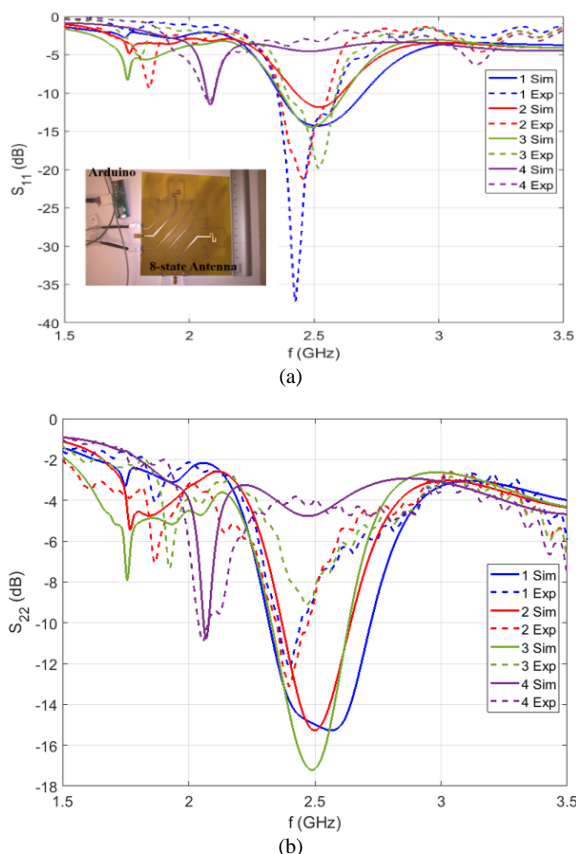 0
-5
-10
-15
-20
-25
-30
-35
-40
S11 (dB)
1 Sim
1 Exp
2 Sim
2 Exp
3 Sim
3 Exp
4 Sim
4 Exp
Arduino
8-state Antenna
1.5 2 2.5 3 3.5
f (GHz)
(a)
0
-2
-4
-6
-8
-10
-12
-14
-16
-18
S22 (dB)
1 Sim
1 Exp
2 Sim
2 Exp
3 Sim
3 Exp
4 Sim
4 Exp
1.5 2 2.5 3 3.5
f (GHz)
(b)